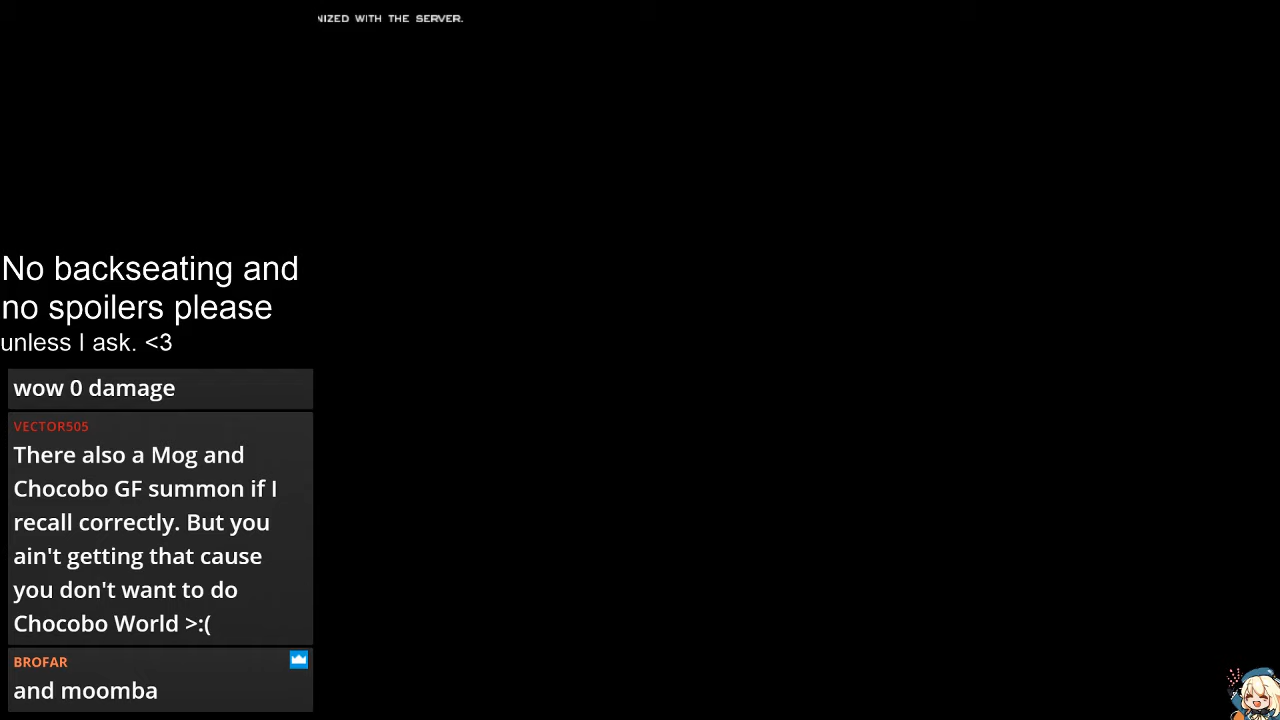 WITH THE SERVER.
No backseating and
no spoilers please
unless I ask. <3
wow 0 damage
VECTOR505
There also a Mog and
Chocobo GF summon if I
recall correctly. But you
ain't getting that cause
you don't want to do
Chocobo World >:(
BROFAR
and moomba